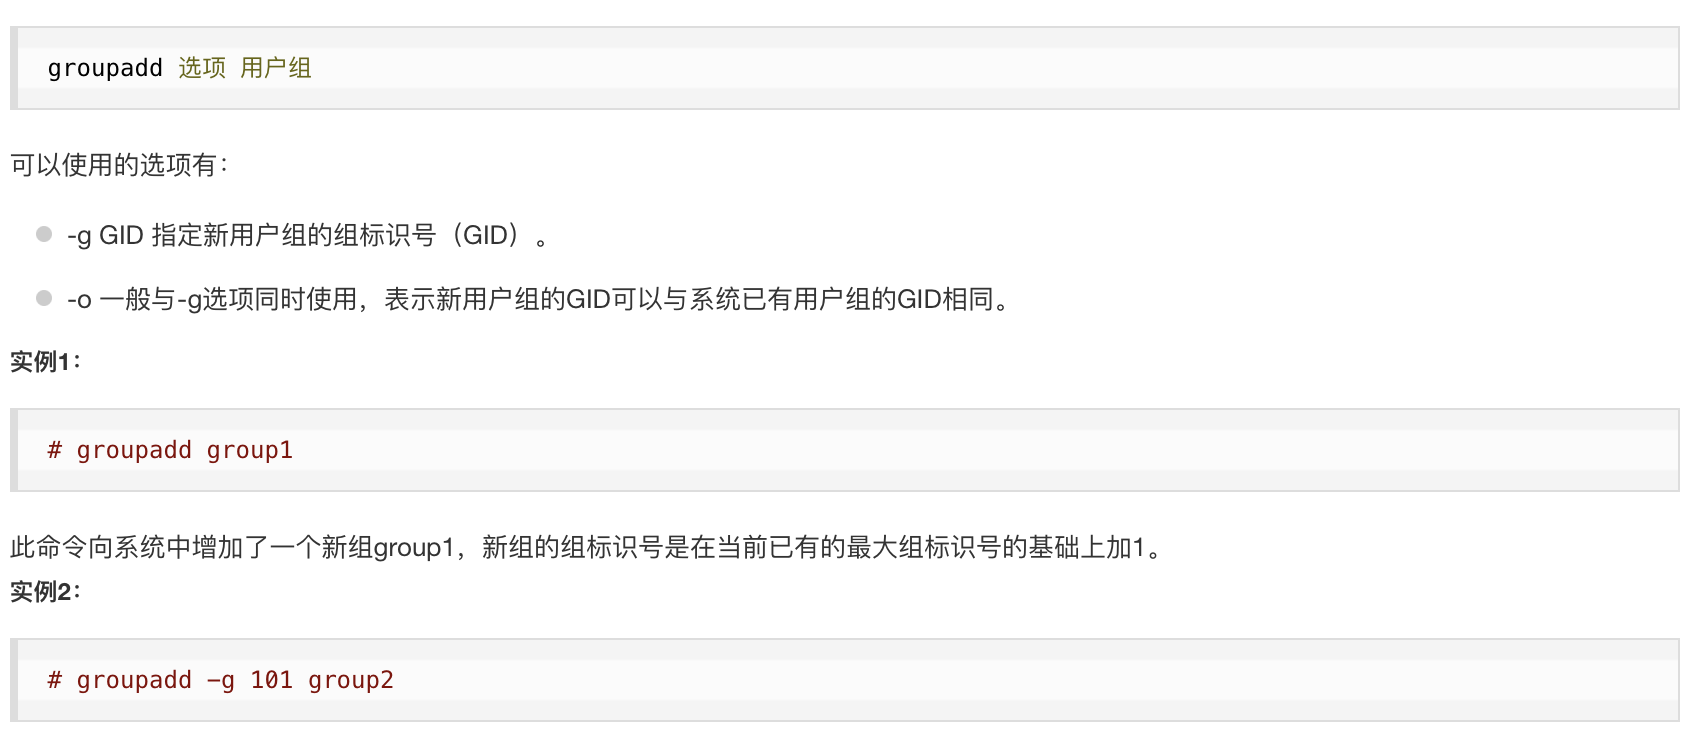 groupadd 选项 用户组
可以使用的选项有：
-g GID 指定新用户组的组标识号（GID）。
-o 一般与-g选项同时使用，表示新用户组的GID可以与系统已有用户组的GID相同。
实例1：
# groupadd group1
此命令向系统中增加了一个新组group1，新组的组标识号是在当前已有的最大组标识号的基础上加1。
实例2：
# groupadd -g 101 group2